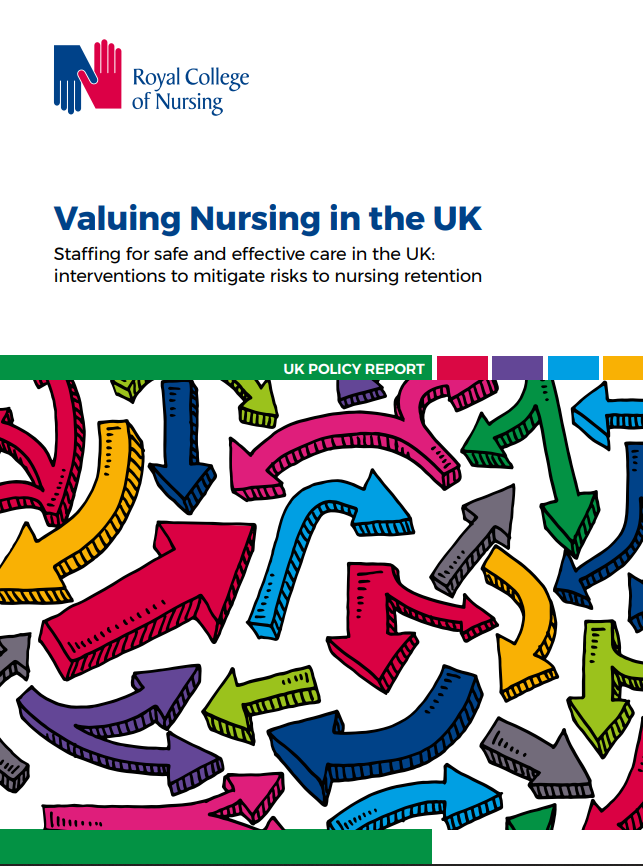 Royal College
of Nursing
Valuing Nursing in the UK
Staffing for safe and effective care in the UK:
interventions to mitigate risks to nursing retention
UK POLICY REPORT